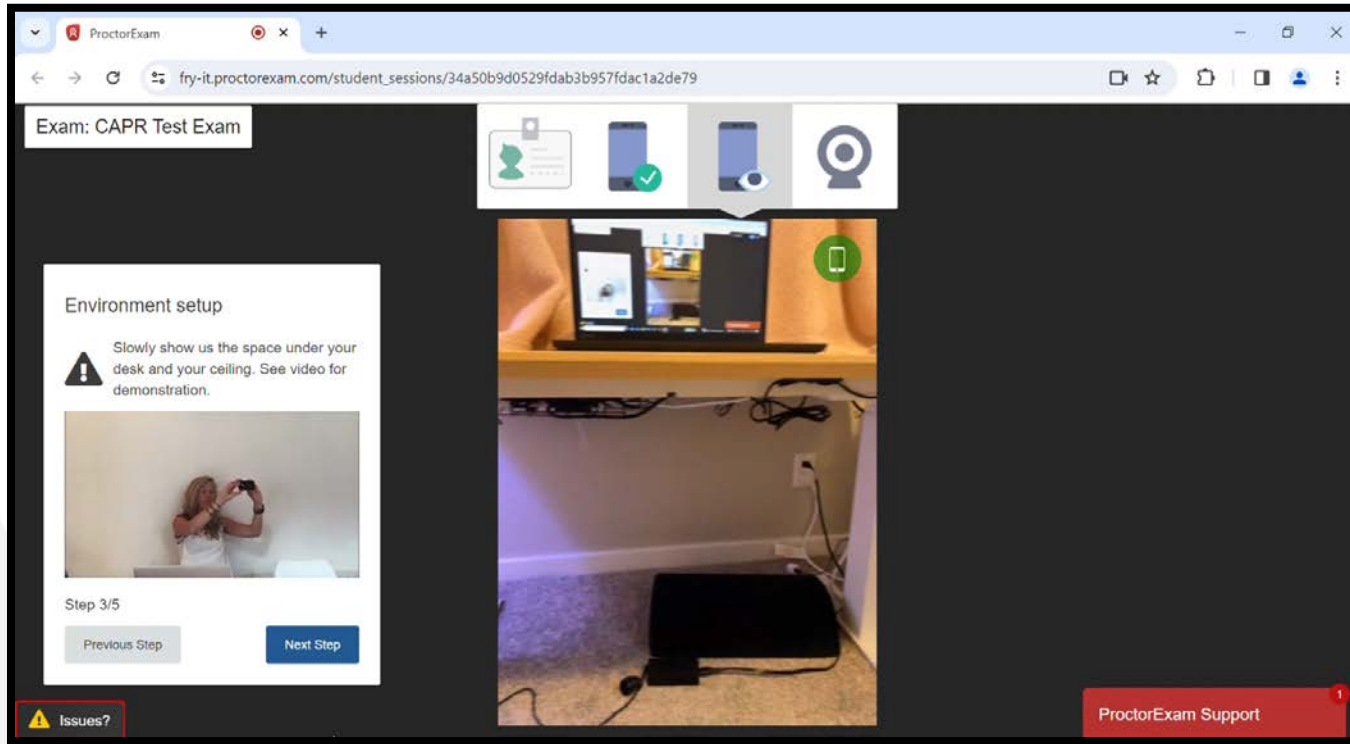 ProctorExam
fry-it.proctorexam.com/student_sessions/34a50b9d0529fdab3b957fdac1a2de79
Exam: CAPR Test Exam
Environment setup
Slowly show us the space under your
desk and your ceiling. See video for
demonstration.
Step 3/5
Previous Step
Next Step
Issues?
ProctorExam Support
1